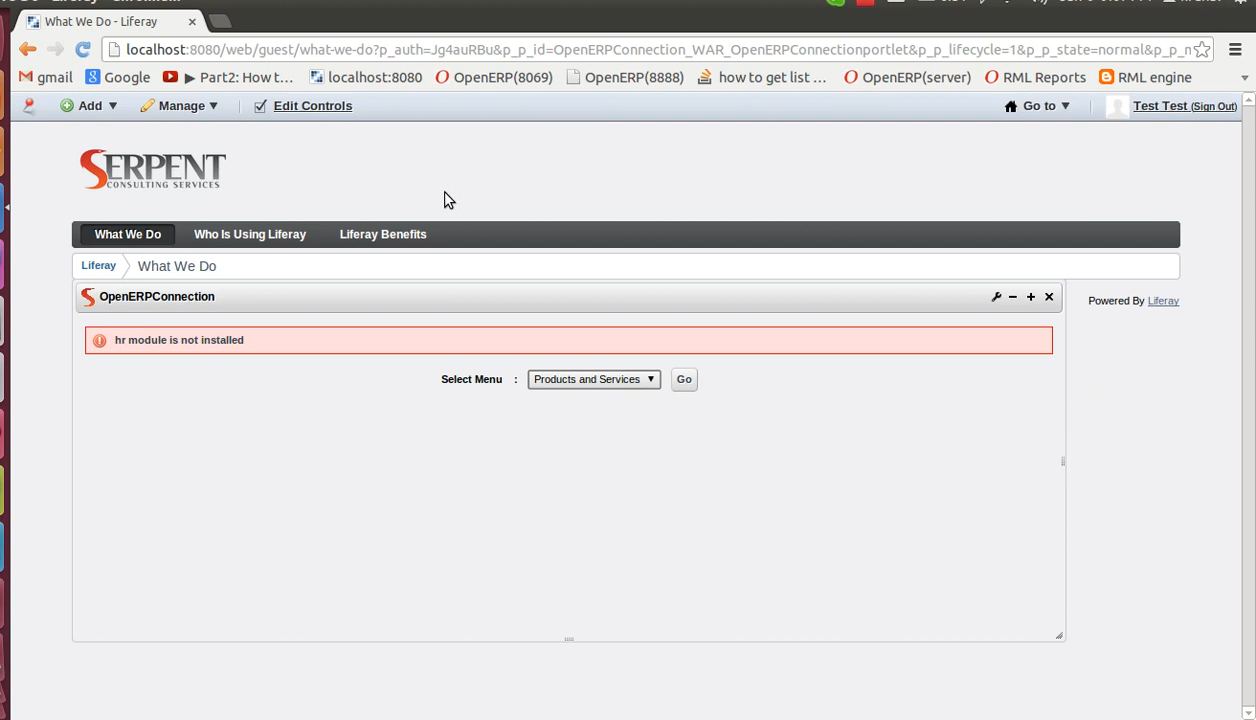 What We Do - Liferay
localhost:8080/web/guest/what-we-do?p_auth=Jg4auRBu&p_p_id=OpenERPConnection_WAR_OpenERPConnectionportlet&p_p_lifecycle=1&p_p_state=normal&p_p_n
gmail Google Part2: How t... localhost:8080 OpenERP(8069) OpenERP(8888) how to get list ... OpenERP(server) RML Reports RML engine
Add Manage Edit Controls Go to Test Test (Sign Out)
SERPENT
CONSULTING SERVICES
What We Do Who Is Using Liferay Liferay Benefits
Liferay What We Do
OpenERPConnection
Powered By Liferay
hr module is not installed
Select Menu : Products and Services Go